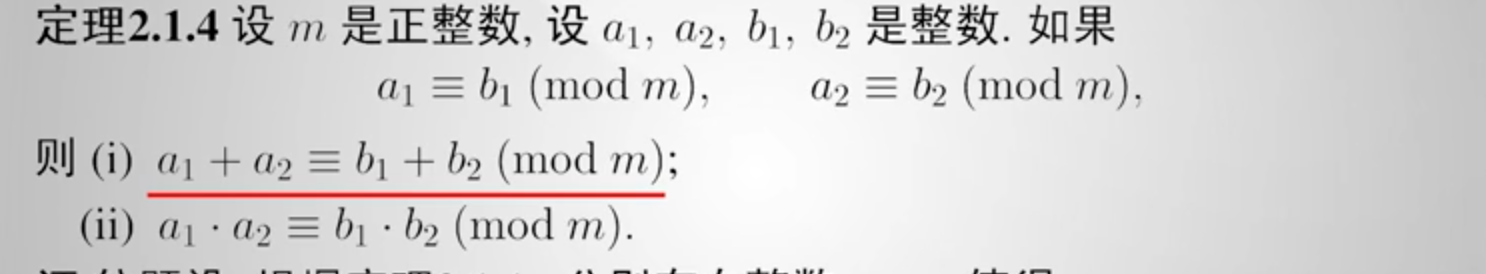 定理2.1.4 设 m 是正整数, 设 a₁, a₂, b₁, b₂ 是整数. 如果
a₁ ≡ b₁ (mod m), a₂ ≡ b₂ (mod m),
则 (i) a₁ + a₂ ≡ b₁ + b₂ (mod m);
(ii) a₁ · a₂ ≡ b₁ · b₂ (mod m).